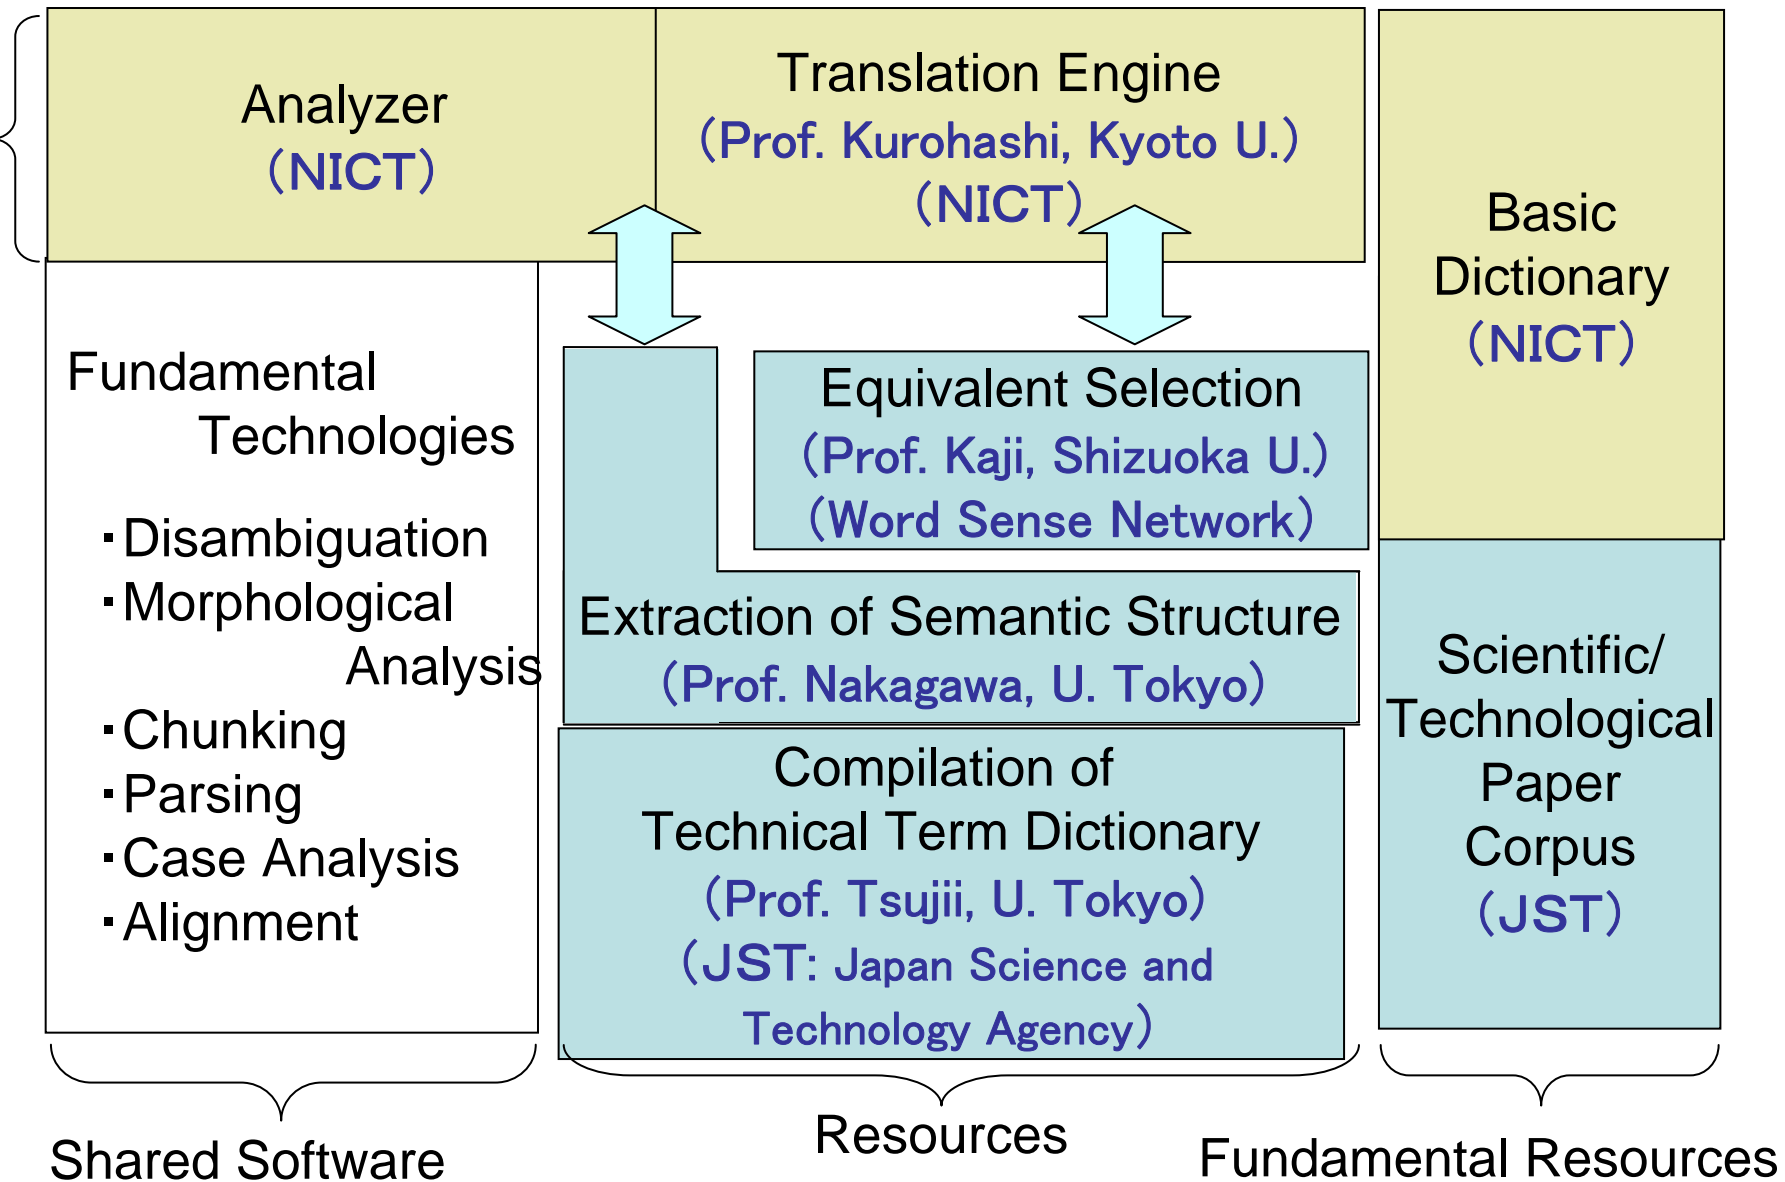 Analyzer
（NICT）
Translation Engine
（Prof. Kurohashi, Kyoto U.）
（NICT）
Basic
Dictionary
（NICT）
Fundamental
Technologies
・Disambiguation
・Morphological
Analysis
・Chunking
・Parsing
・Case Analysis
・Alignment
Equivalent Selection
（Prof. Kaji, Shizuoka U.）
（Word Sense Network）
Extraction of Semantic Structure
（Prof. Nakagawa, U. Tokyo）
Compilation of
Technical Term Dictionary
（Prof. Tsujii, U. Tokyo）
（JST: Japan Science and
Technology Agency）
Scientific/
Technological
Paper
Corpus
（JST）
Shared Software
Resources
Fundamental Resources